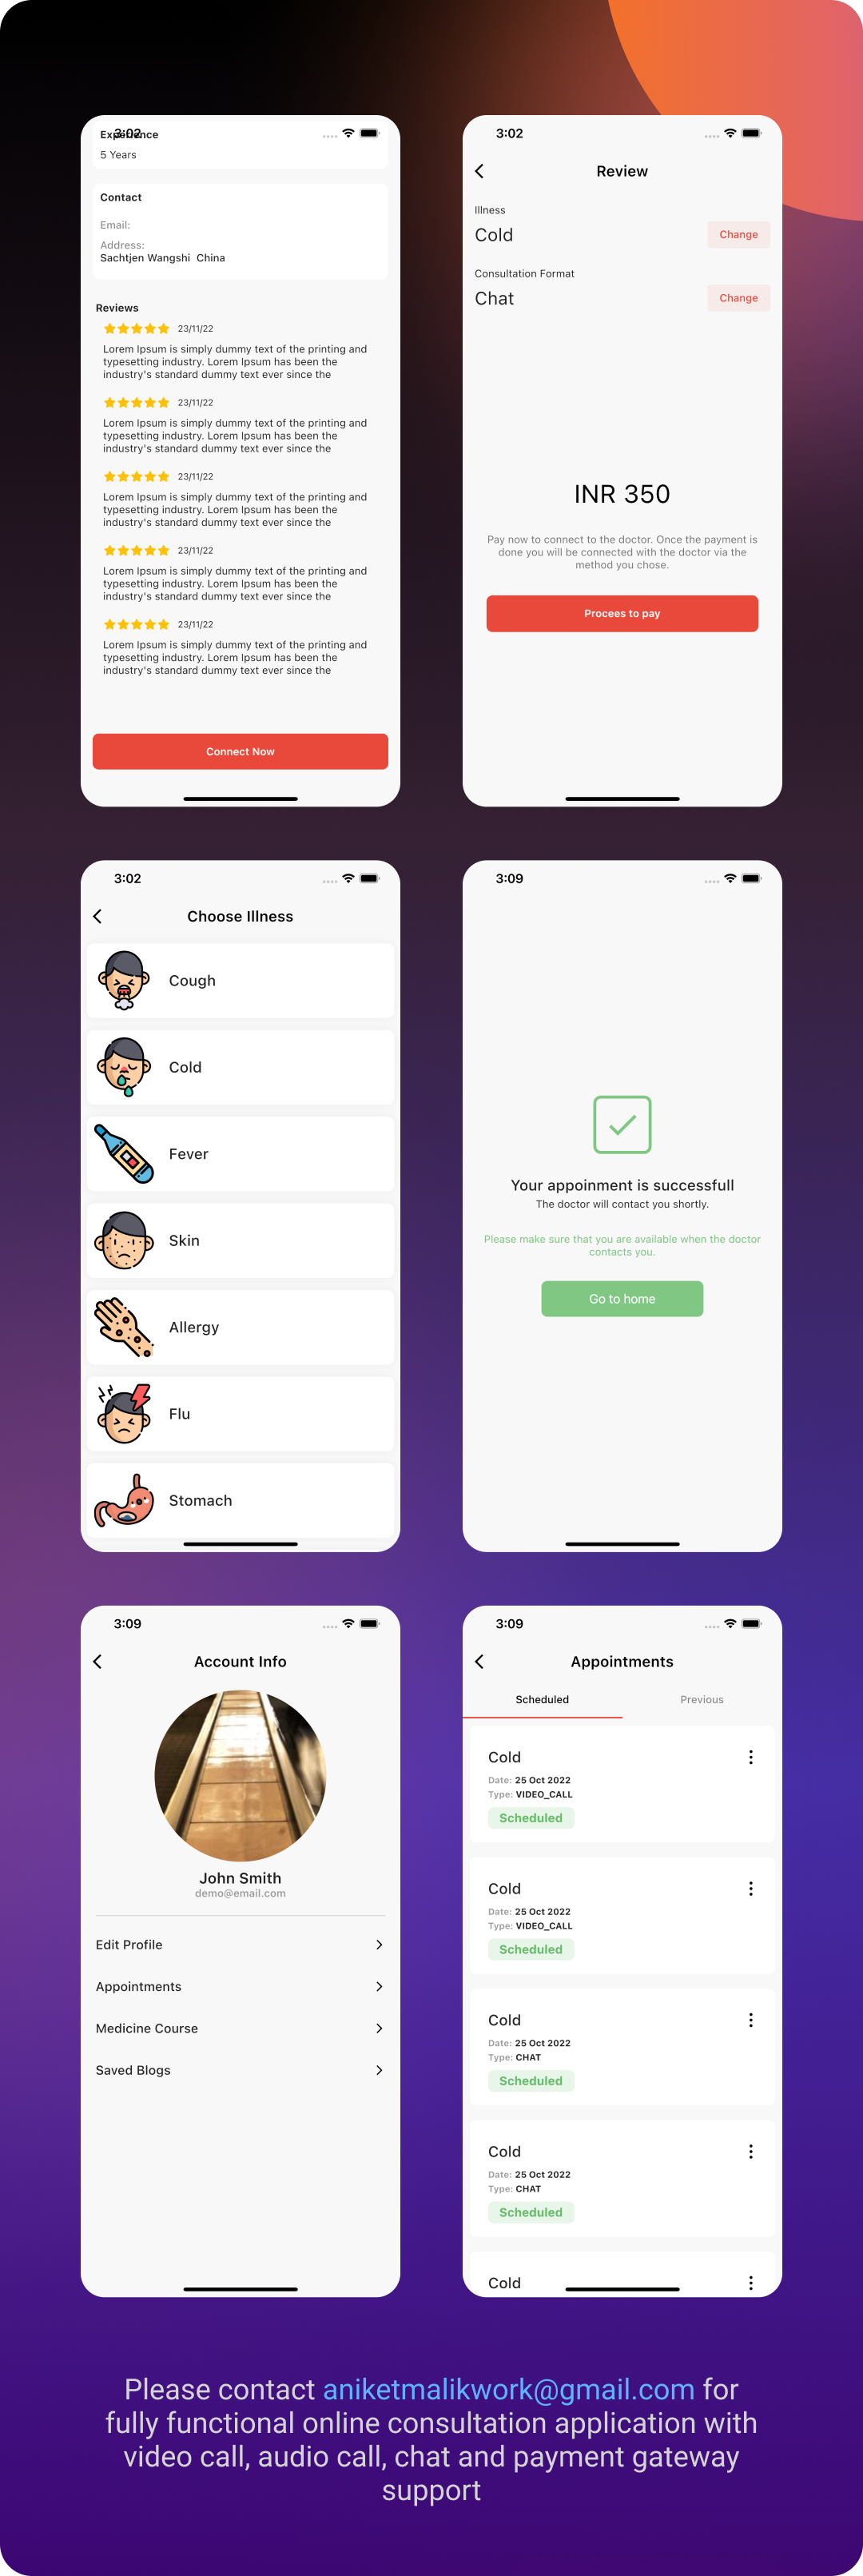 3:02
Experience
5 Years
Contact
Email:
Address:
Sachtjen Wangshi  China
Reviews
23/11/22
Lorem Ipsum is simply dummy text of the printing and
typesetting industry. Lorem Ipsum has been the
industry's standard dummy text ever since the
23/11/22
Lorem Ipsum is simply dummy text of the printing and
typesetting industry. Lorem Ipsum has been the
industry's standard dummy text ever since the
23/11/22
Lorem Ipsum is simply dummy text of the printing and
typesetting industry. Lorem Ipsum has been the
industry's standard dummy text ever since the
23/11/22
Lorem Ipsum is simply dummy text of the printing and
typesetting industry. Lorem Ipsum has been the
industry's standard dummy text ever since the
23/11/22
Lorem Ipsum is simply dummy text of the printing and
typesetting industry. Lorem Ipsum has been the
industry's standard dummy text ever since the
Connect Now
3:02
Review
Illness
Cold
Change
Consultation Format
Chat
Change
INR 350
Pay now to connect to the doctor. Once the payment is
done you will be connected with the doctor via the
method you chose.
Procees to pay
3:02
Choose Illness
Cough
Cold
Fever
Skin
Allergy
Flu
Stomach
3:09
Your appoinment is successfull
The doctor will contact you shortly.
Please make sure that you are available when the doctor
contacts you.
Go to home
3:09
Account Info
John Smith
demo@email.com
Edit Profile
Appointments
Medicine Course
Saved Blogs
3:09
Appointments
Scheduled
Previous
Cold
Date: 25 Oct 2022
Type: VIDEO_CALL
Scheduled
Cold
Date: 25 Oct 2022
Type: VIDEO_CALL
Scheduled
Cold
Date: 25 Oct 2022
Type: CHAT
Scheduled
Cold
Date: 25 Oct 2022
Type: CHAT
Scheduled
Cold
Please contact aniketmalikwork@gmail.com for
fully functional online consultation application with
video call, audio call, chat and payment gateway
support